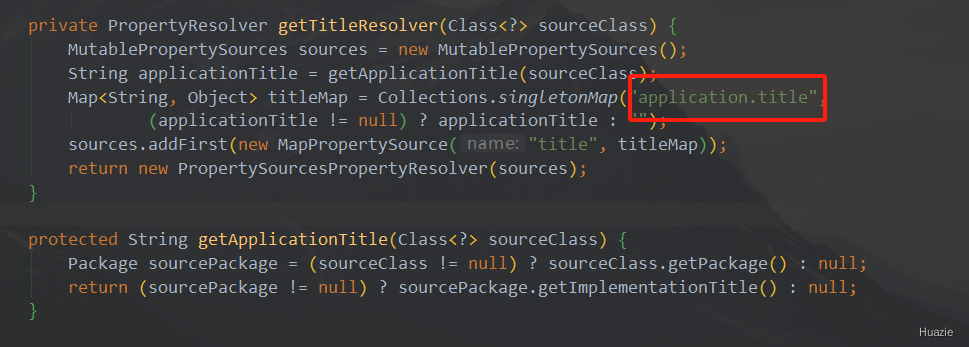 private PropertyResolver getTitleResolver(Class<?> sourceClass) {
MutablePropertySources sources = new MutablePropertySources();
String applicationTitle = getApplicationTitle(sourceClass);
Map<String, Object> titleMap = Collections.singletonMap("application.title",
(applicationTitle != null) ? applicationTitle : "");
sources.addFirst(new MapPropertySource( name: "title", titleMap));
return new PropertySourcesPropertyResolver(sources);
}
protected String getApplicationTitle(Class<?> sourceClass) {
Package sourcePackage = (sourceClass != null) ? sourceClass.getPackage() : null;
return (sourcePackage != null) ? sourcePackage.getImplementationTitle() : null;
}
Huazie